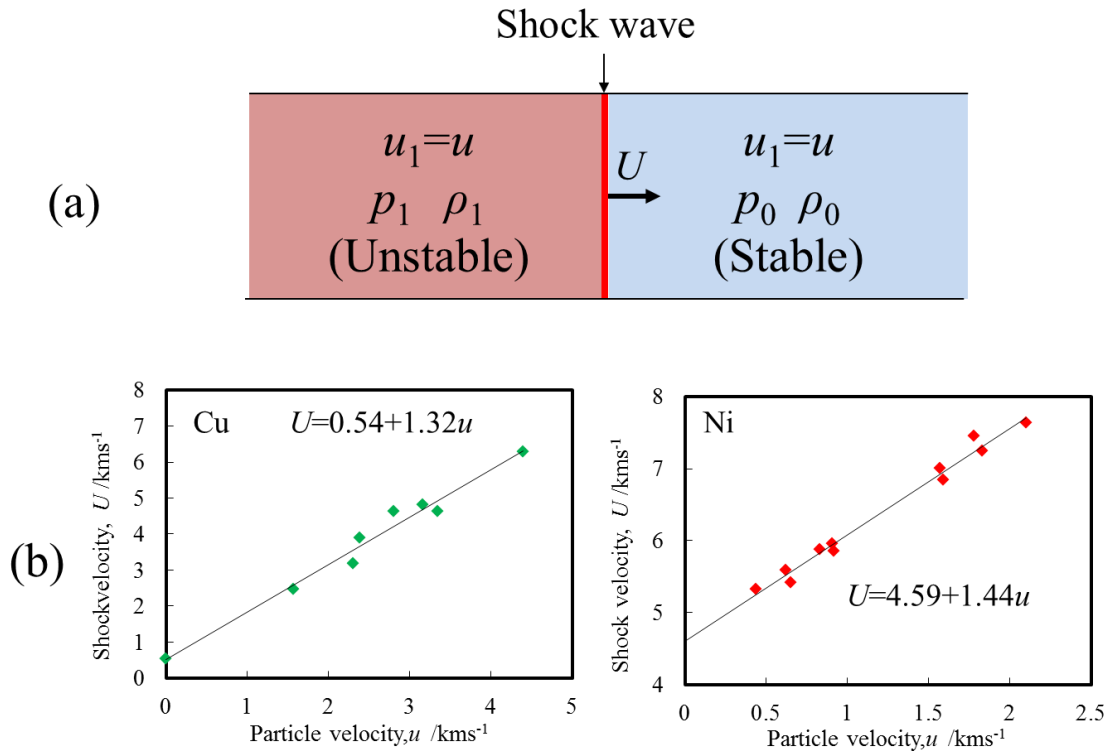 Shock wave
(a)
u₁=u
p₁ ρ₁
(Unstable)
U
u₁=u
p₀ ρ₀
(Stable)
(b)
Cu
U=0.54+1.32u
Shockvelocity, U /kms⁻¹
8
7
6
5
4
3
2
1
0
0 1 2 3 4 5
Particle velocity,u /kms⁻¹
Ni
U=4.59+1.44u
Shock velocity, U /kms⁻¹
8
7
6
5
4
0 0.5 1 1.5 2 2.5
Particle velocity,u /kms⁻¹